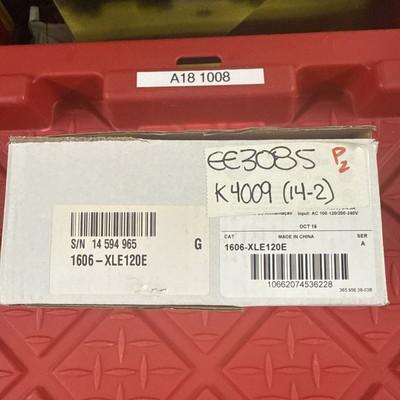 A18 1008
EE3085 P2
K4009 (14-2)
Input: AC 100-120/200-240V
OCT 18
S/N 14 594 965
G
1606-XLE120E
CAT
MADE IN CHINA
SER
1606-XLE120E
A
10662074536228